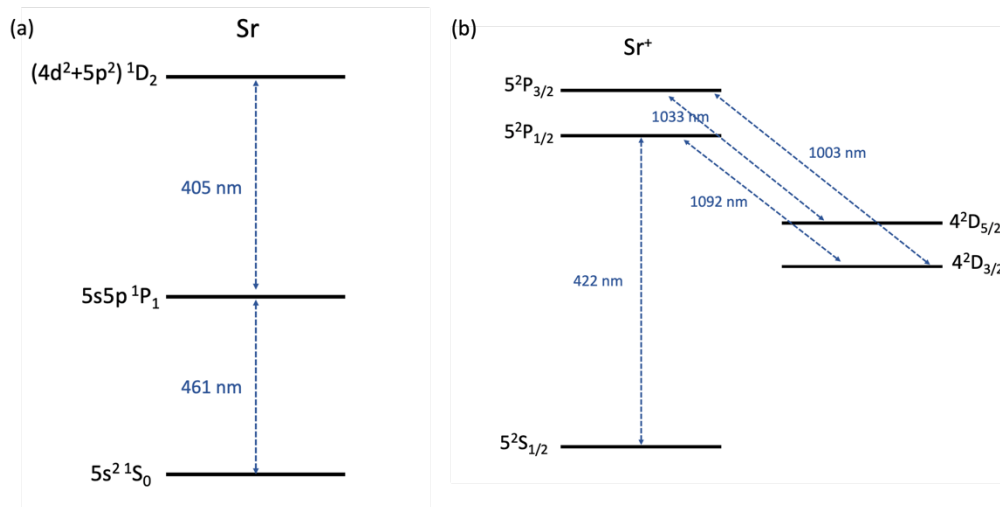 (a)
Sr
(4d²+5p²) ¹D₂
405 nm
5s5p ¹P₁
461 nm
5s² ¹S₀
(b)
Sr⁺
5²P₃/₂
1033 nm
5²P₁/₂
1003 nm
1092 nm
4²D₅/₂
4²D₃/₂
422 nm
5²S₁/₂